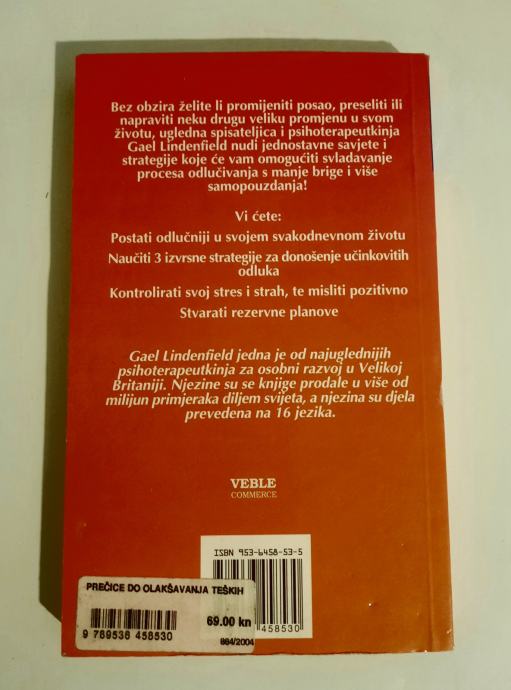 Bez obzira želite li promijeniti posao, preseliti ili
napraviti neku drugu veliku promjenu u svom
životu, ugledna spisateljica i psihoterapeutkinja
Gael Lindenfield nudi jednostavne savjete i
strategije koje će vam omogućiti svladavanje
procesa odlučivanja s manje brige i više
samopouzdanja!
Vi ćete:
Postati odlučniji u svojem svakodnevnom životu
Naučiti 3 izvrsne strategije za donošenje učinkovitih
odluka
Kontrolirati svoj stres i strah, te misliti pozitivno
Stvarati rezervne planove
Gael Lindenfield jedna je od najuglednijih
psihoterapeutkinja za osobni razvoj u Velikoj
Britaniji. Njezine su se knjige prodale u više od
milijun primjeraka diljem svijeta, a njezina su djela
prevedena na 16 jezika.
VEBLE
COMMERCE
ISBN 953-6458-53-5
PREČICE DO OLAKŠAVANJA TEŠKIH
69.00 kn
9 789536 458530
884/2004
458530